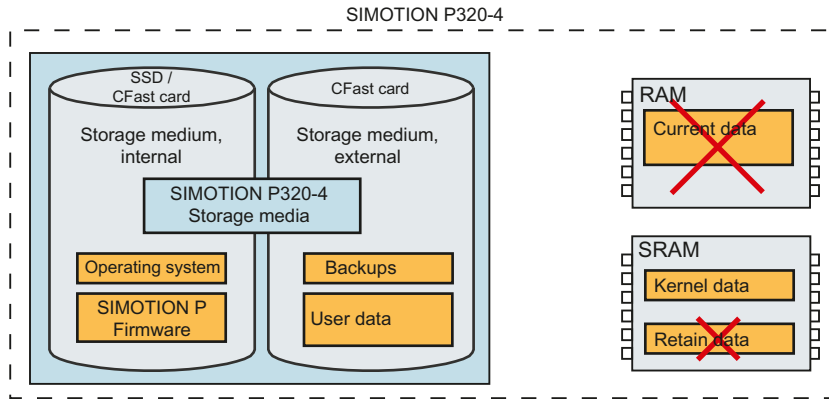 SIMOTION P320-4
SSD /
CFast card
CFast card
Storage medium,
internal
Storage medium,
external
SIMOTION P320-4
Storage media
Operating system
Backups
SIMOTION P
Firmware
User data
RAM
Current data
SRAM
Kernel data
Retain data